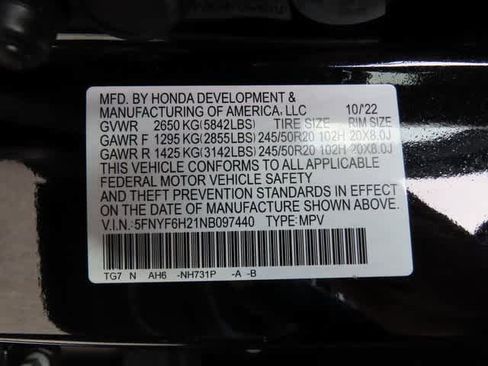 MFD. BY HONDA DEVELOPMENT &
MANUFACTURING OF AMERICA, LLC 10/'22
GVWR 2650 KG(5842LBS) TIRE SIZE RIM SIZE
GAWR F 1295 KG(2855LBS) 245/50R20 102H 20X8.0J
GAWR R 1425 KG(3142LBS) 245/50R20 102H 20X8.0J
THIS VEHICLE CONFORMS TO ALL APPLICABLE
FEDERAL MOTOR VEHICLE SAFETY
AND THEFT PREVENTION STANDARDS IN EFFECT
ON THE DATE OF MANUFACTURE SHOWN ABOVE.
V.I.N.: 5FNYF6H21NB097440 TYPE: MPV
TG7 N AH6 -NH731P -A -B